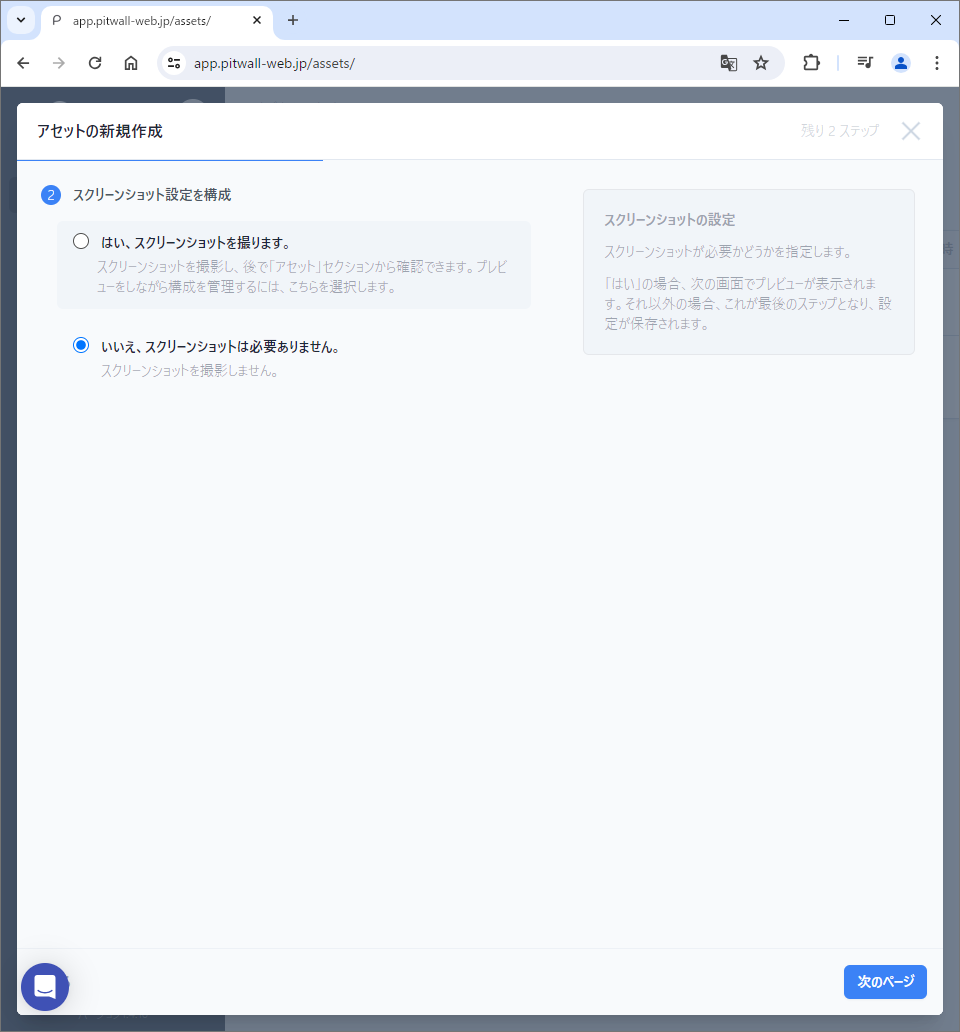 app.pitwall-web.jp/assets/
app.pitwall-web.jp/assets/
アセットの新規作成
残り 2 ステップ
2 スクリーンショット設定を構成
はい、スクリーンショットを撮ります。
スクリーンショットを撮影し、後で「アセット」セクションから確認できます。プレビ
ューをしながら構成を管理するには、こちらを選択します。
いいえ、スクリーンショットは必要ありません。
スクリーンショットを撮影しません。
スクリーンショットの設定
スクリーンショットが必要かどうかを指定します。
「はい」の場合、次の画面でプレビューが表示されま
す。それ以外の場合、これが最後のステップとなり、設
定が保存されます。
次のページ